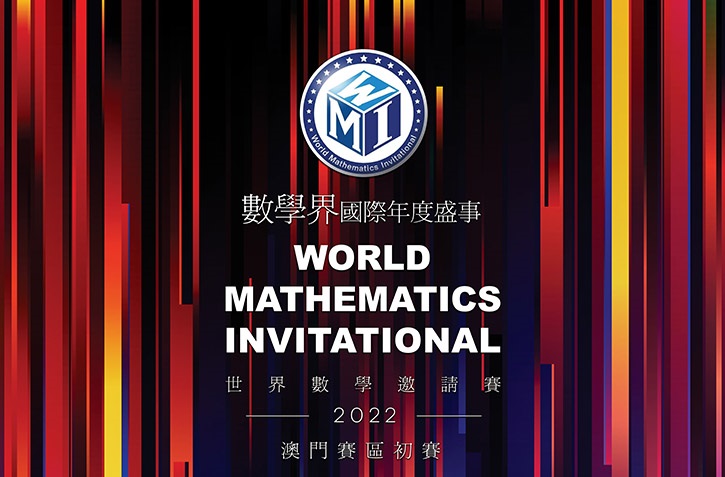 WMI
World Mathematics Invitational
數學界國際年度盛事
WORLD
MATHEMATICS
INVITATIONAL
世界數學邀請賽
2022
澳門賽區初賽